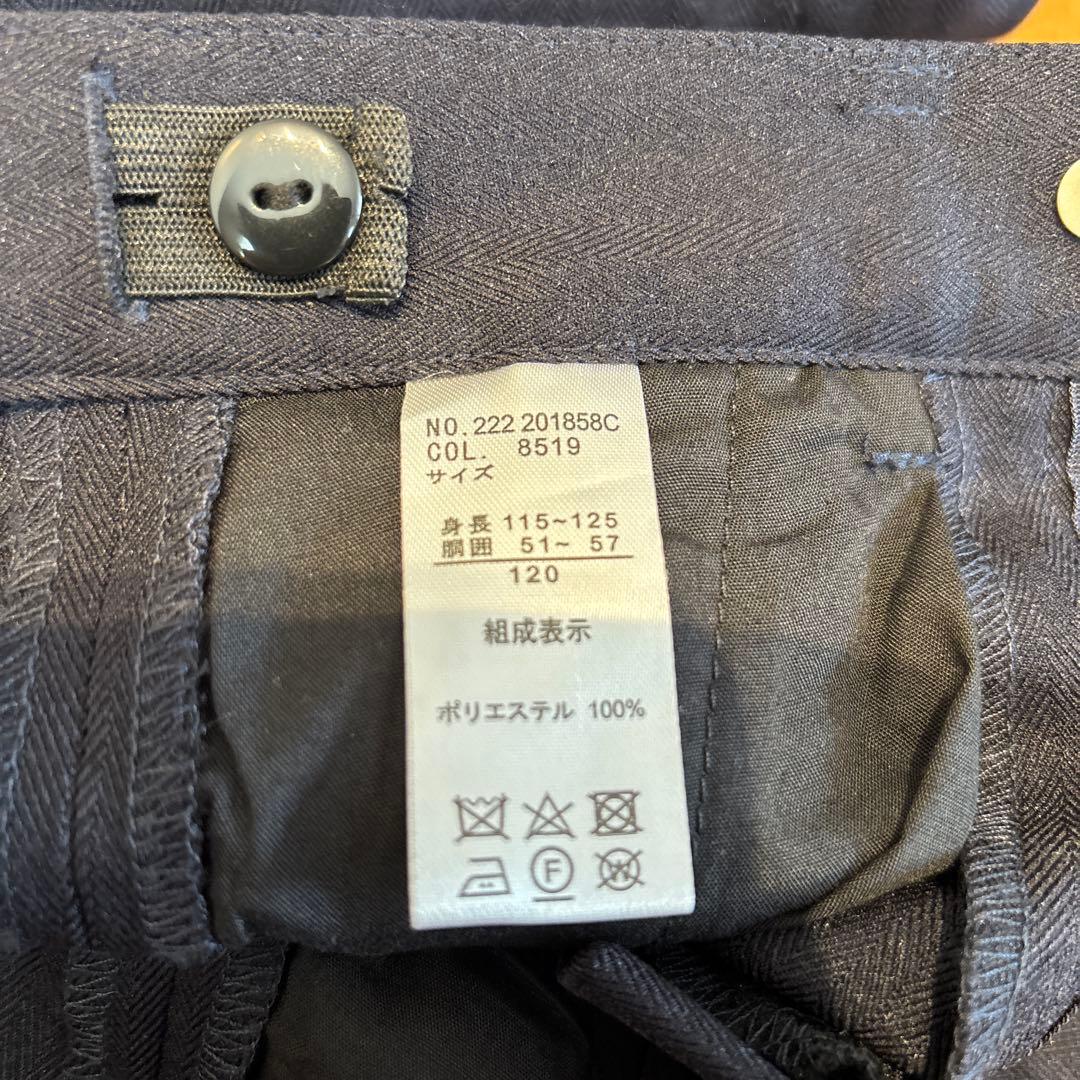 NO. 222 201858C
COL. 8519
サイズ
身長 115~125
胴囲 51~ 57
120
組成表示
ポリエステル 100%
F W